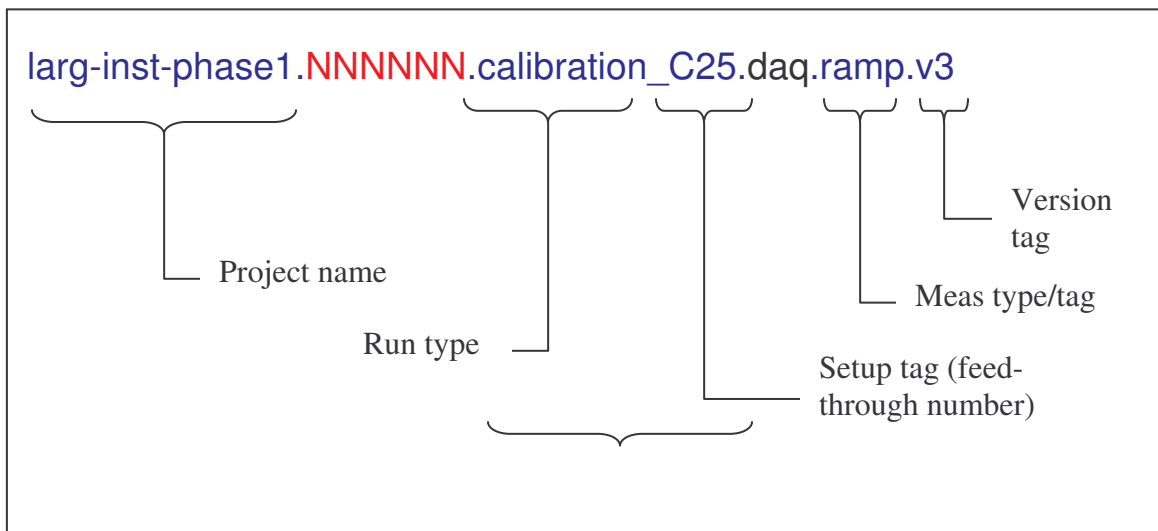 larg-inst-phase1.NNNNNN.calibration_C25.daq.ramp.v3
Version
tag
Project name
Meas type/tag
Run type
Setup tag (feed-
through number)